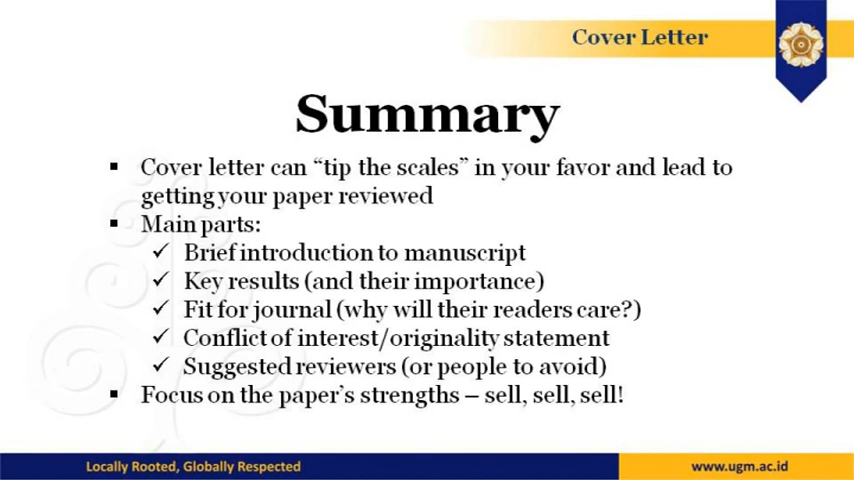 Cover Letter
Summary
▪ Cover letter can “tip the scales” in your favor and lead to
getting your paper reviewed
▪ Main parts:
✓ Brief introduction to manuscript
✓ Key results (and their importance)
✓ Fit for journal (why will their readers care?)
✓ Conflict of interest/originality statement
✓ Suggested reviewers (or people to avoid)
▪ Focus on the paper’s strengths – sell, sell, sell!
Locally Rooted, Globally Respected
www.ugm.ac.id